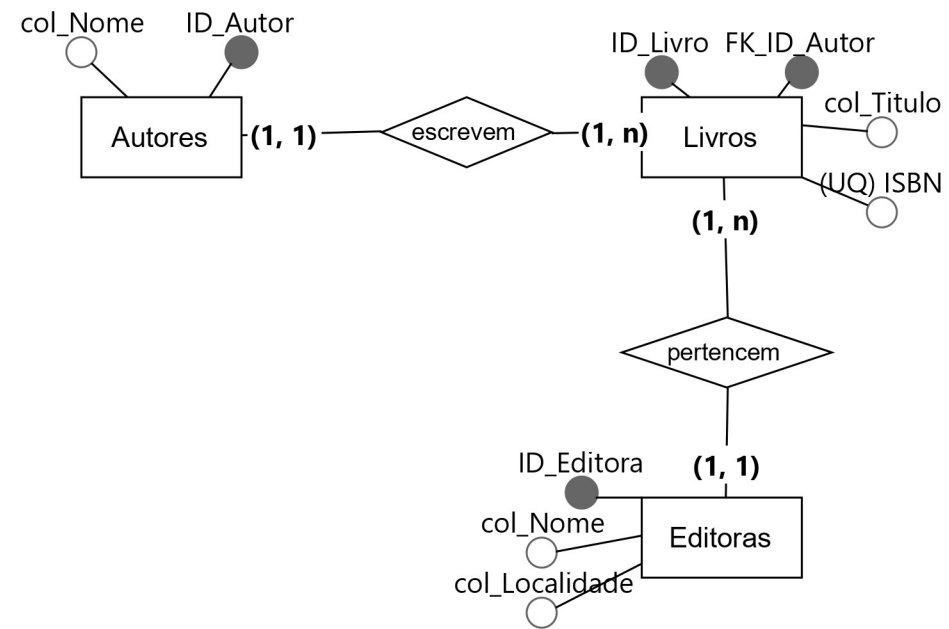 col_Nome
ID_Autor
Autores
(1, 1)
escrevem
(1, n)
ID_Livro
FK_ID_Autor
Livros
col_Titulo
(UQ) ISBN
(1, n)
pertencem
(1, 1)
ID_Editora
col_Nome
col_Localidade
Editoras